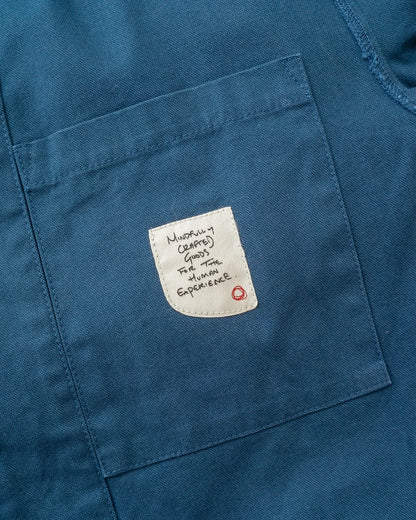 MINDFULLY
CRAFTED
GOODS
FOR THE
HUMAN
EXPERIENCE.